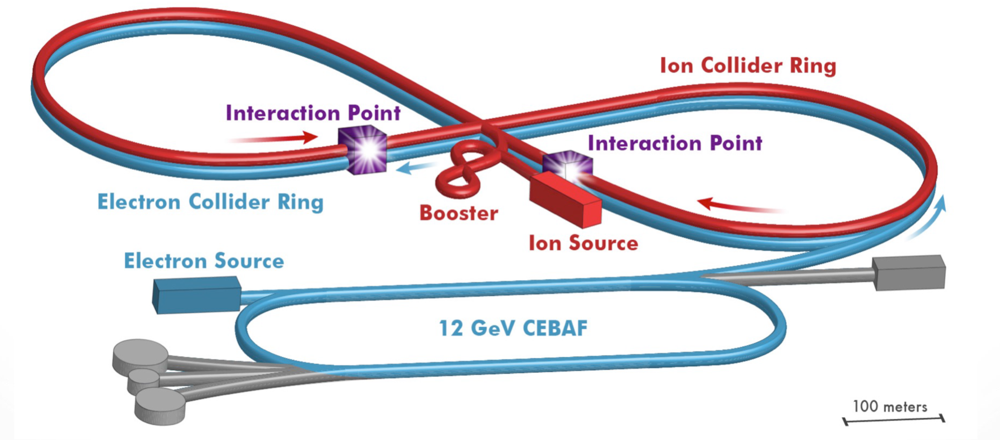 Ion Collider Ring
Interaction Point
Interaction Point
Electron Collider Ring
Booster
Ion Source
Electron Source
12 GeV CEBAF
100 meters